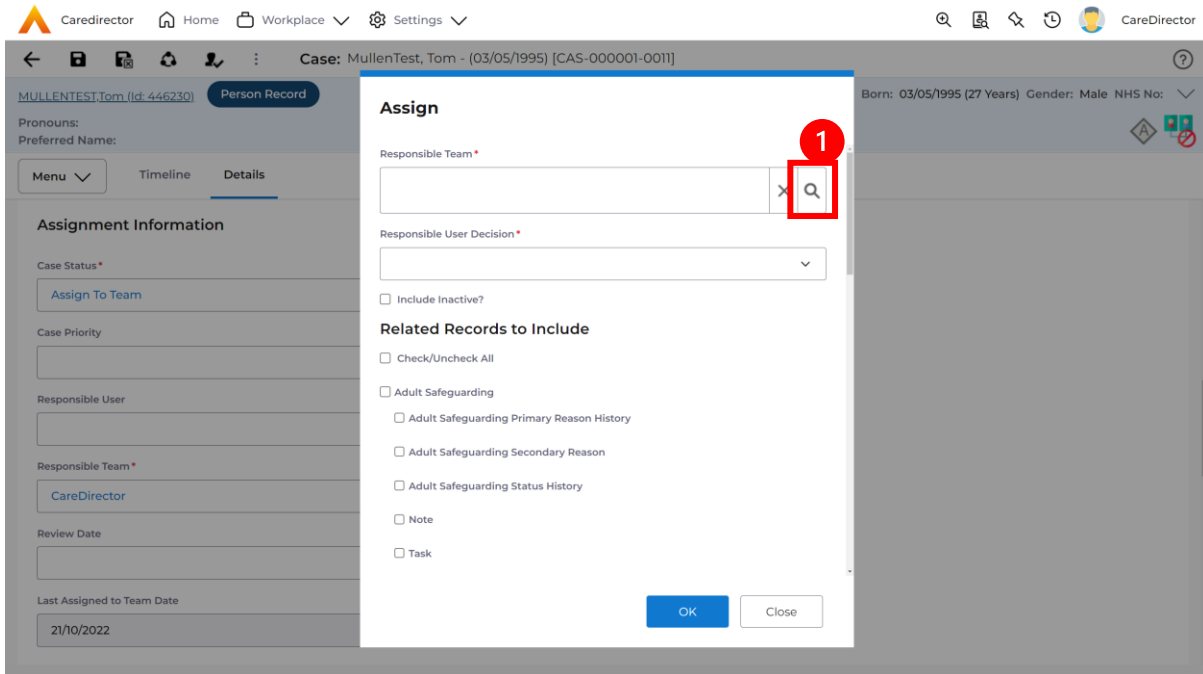 Caredirector Home Workplace Settings CareDirector
Case: MullenTest, Tom - (03/05/1995) [CAS-000001-0011]
MULLENTEST,Tom (Id: 446230) Person Record Born: 03/05/1995 (27 Years) Gender: Male NHS No:
Pronouns:
Preferred Name:
Menu Timeline Details
Assignment Information
Case Status*
Assign To Team
Case Priority
Responsible User
Responsible Team*
CareDirector
Review Date
Last Assigned to Team Date
21/10/2022
Assign
1
Responsible Team*
Responsible User Decision*
Include Inactive?
Related Records to Include
Check/Uncheck All
Adult Safeguarding
Adult Safeguarding Primary Reason History
Adult Safeguarding Secondary Reason
Adult Safeguarding Status History
Note
Task
OK Close